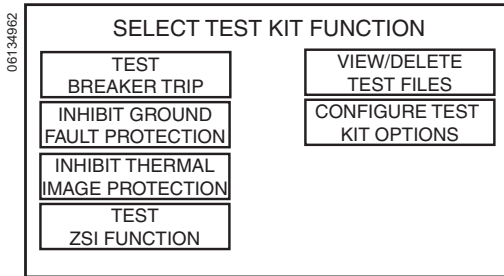 06134962
SELECT TEST KIT FUNCTION
TEST
BREAKER TRIP
INHIBIT GROUND
FAULT PROTECTION
INHIBIT THERMAL
IMAGE PROTECTION
TEST
ZSI FUNCTION
VIEW/DELETE
TEST FILES
CONFIGURE TEST
KIT OPTIONS